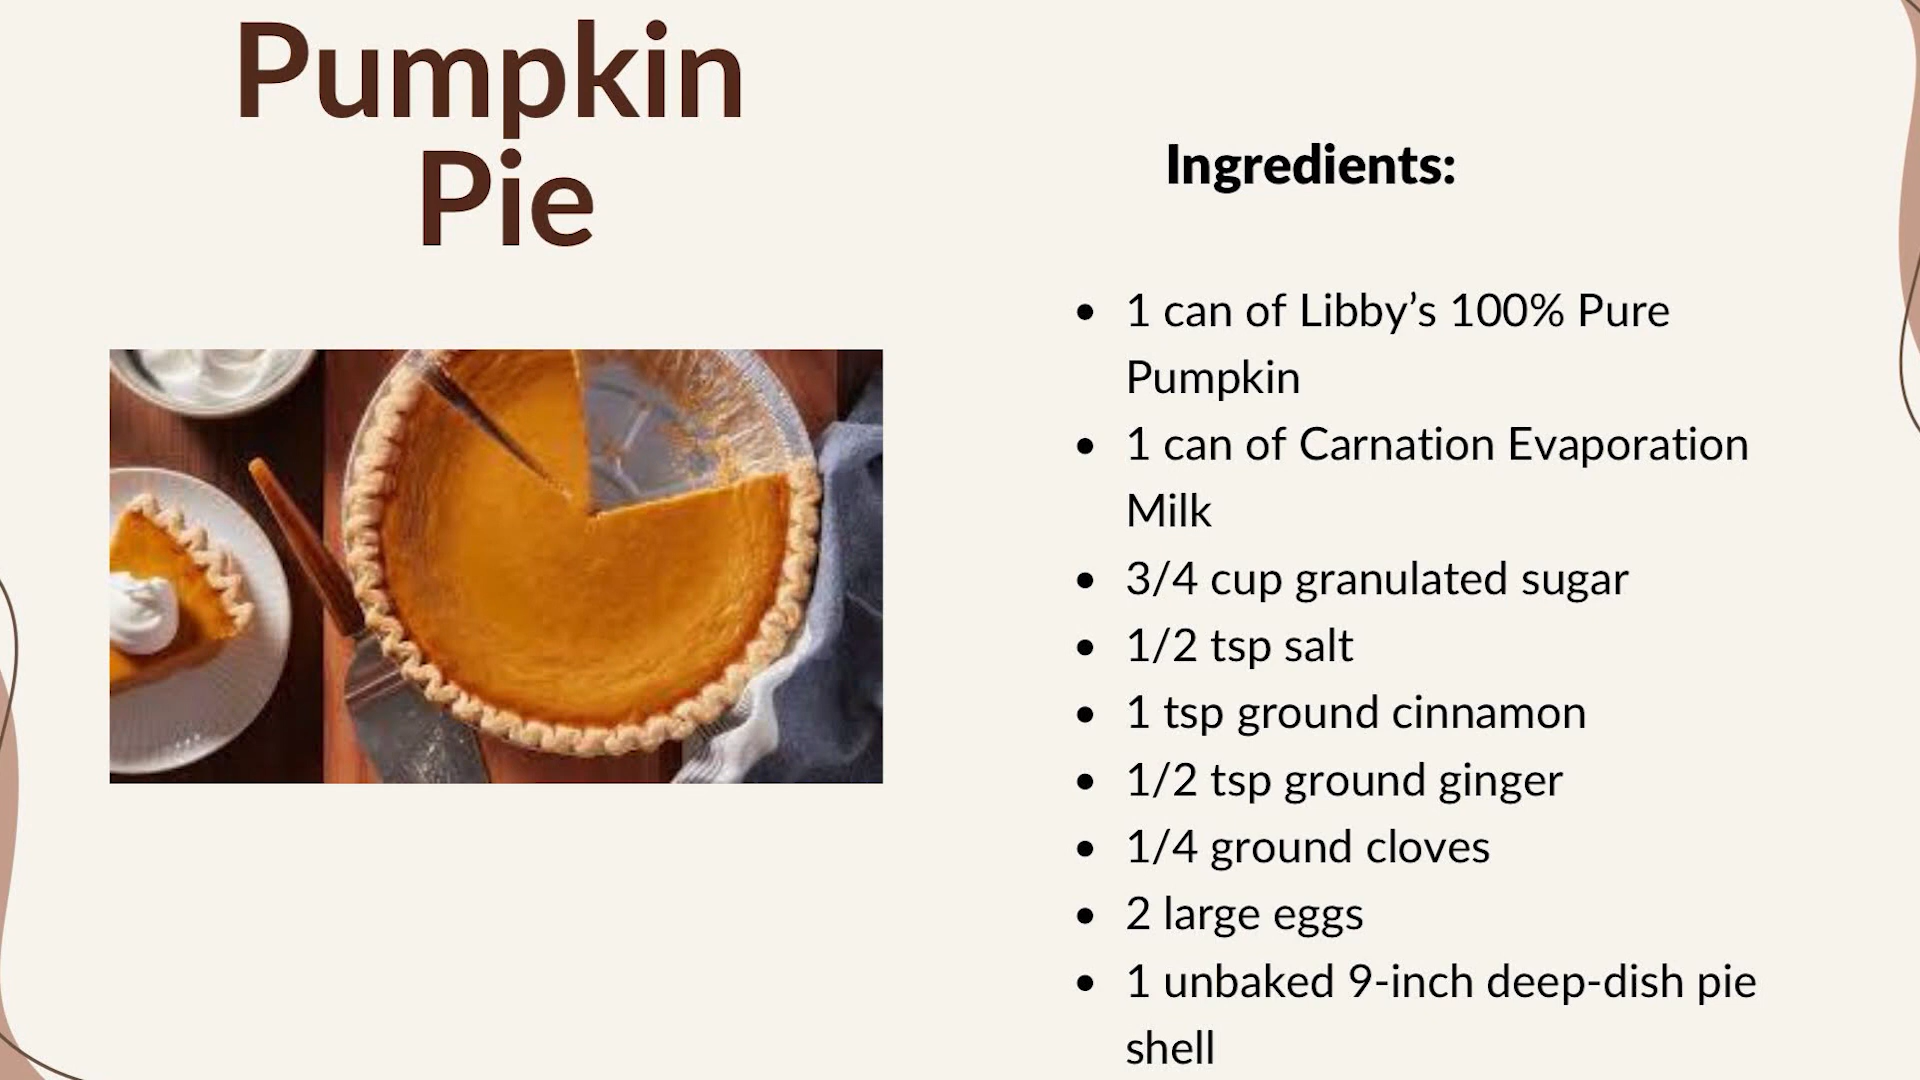 Pumpkin
Pie
Ingredients:
• 1 can of Libby’s 100% Pure
Pumpkin
• 1 can of Carnation Evaporation
Milk
• 3/4 cup granulated sugar
• 1/2 tsp salt
• 1 tsp ground cinnamon
• 1/2 tsp ground ginger
• 1/4 ground cloves
• 2 large eggs
• 1 unbaked 9-inch deep-dish pie
shell